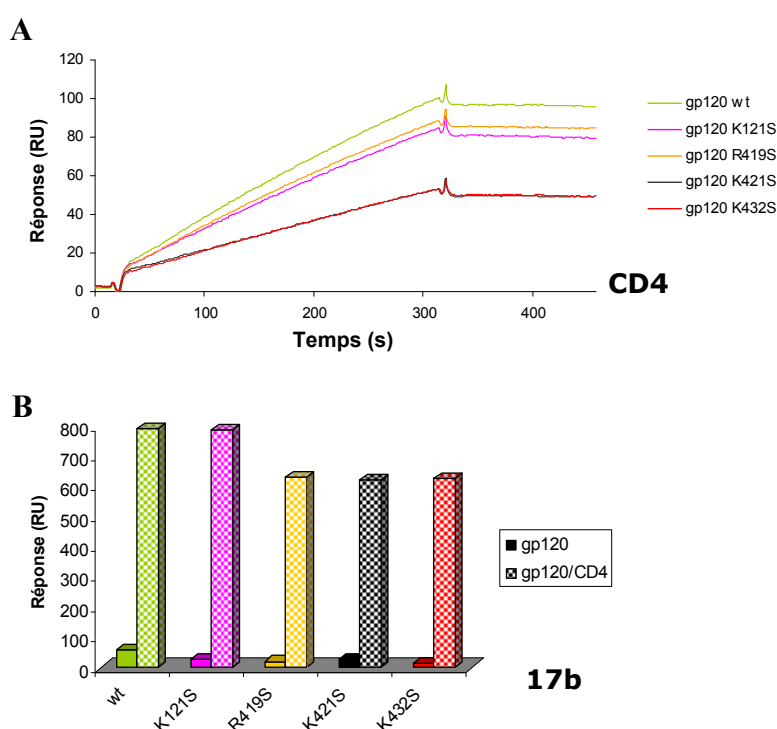 A
120
100
80
60
40
20
0
Réponse (RU)
0 100 200 300 400
Temps (s)
gp120 wt
gp120 K121S
gp120 R419S
gp120 K421S
gp120 K432S
CD4
B
800
700
600
500
400
300
200
100
0
Réponse (RU)
wt
K121S
R419S
K421S
K432S
gp120
gp120/CD4
17b